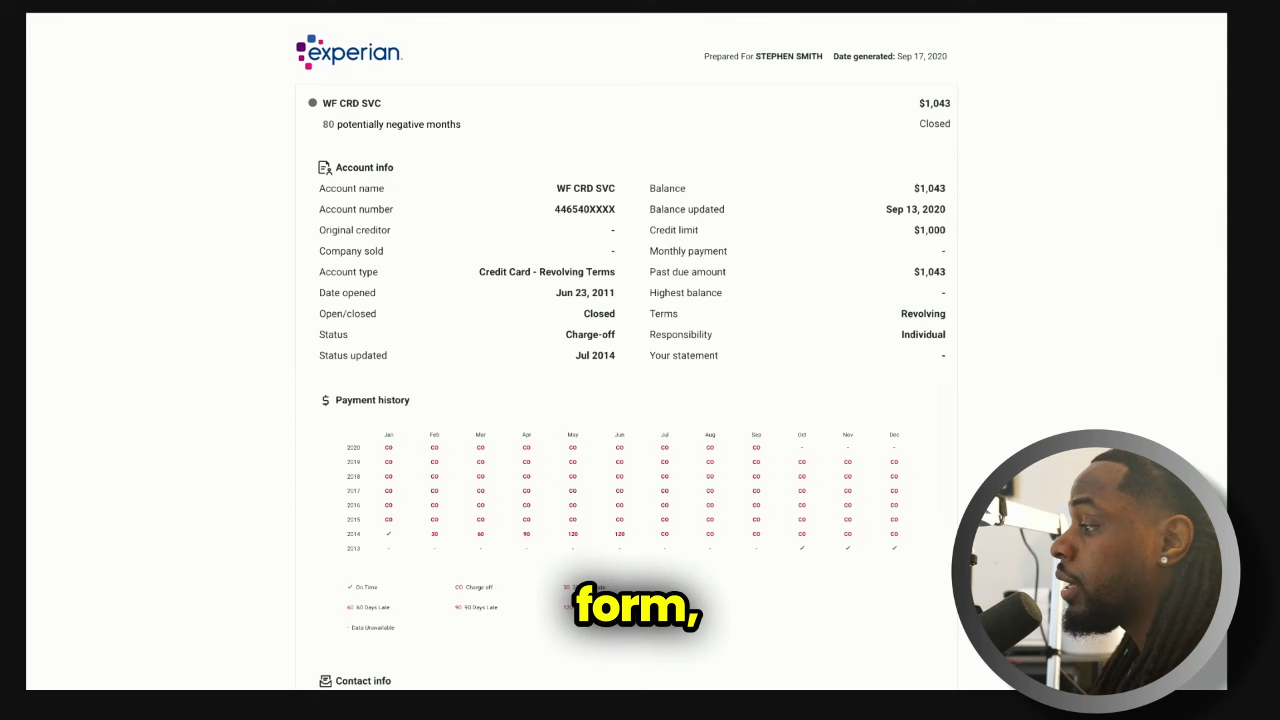 experian.
Prepared For STEPHEN SMITH Date generated: Sep 17, 2020
WF CRD SVC $1,043
80 potentially negative months Closed
Account info
Account name WF CRD SVC Balance $1,043
Account number 446540XXXX Balance updated Sep 13, 2020
Original creditor - Credit limit $1,000
Company sold - Monthly payment -
Account type Credit Card - Revolving Terms Past due amount $1,043
Date opened Jun 23, 2011 Highest balance -
Open/closed Closed Terms Revolving
Status Charge-off Responsibility Individual
Status updated Jul 2014 Your statement -
$ Payment history
Jan Feb Mar Apr May Jun Jul Aug Sep Oct Nov Dec
2020 CO CO CO CO CO CO CO CO CO - - -
2019 CO CO CO CO CO CO CO CO CO CO CO CO
2018 CO CO CO CO CO CO CO CO CO CO CO CO
2017 CO CO CO CO CO CO CO CO CO CO CO CO
2016 CO CO CO CO CO CO CO CO CO CO CO CO
2015 CO CO CO CO CO CO CO CO CO CO CO CO
2014 ✓ 30 60 90 120 120 CO CO CO CO CO CO
2013 - - - - - - - - - ✓ ✓ ✓
✓ On Time CO Charge off 30
60 60 Days Late 90 90 Days Late
- Data Unavailable
form,
Contact info